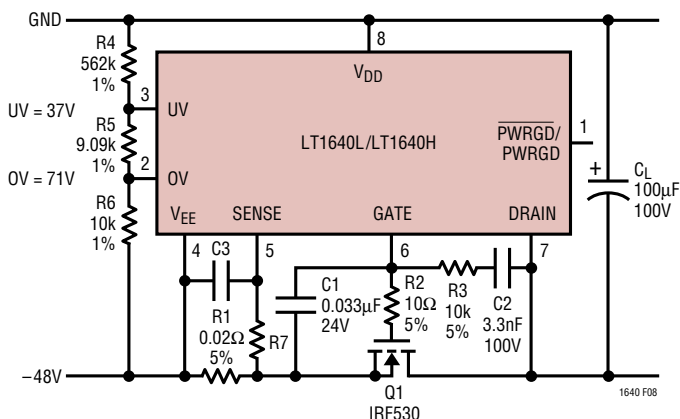 GND
R4
562k
1%
UV = 37V
R5
9.09k
1%
OV = 71V
R6
10k
1%
−48V
3
2
8
V_DD
UV
OV
LT1640L/LT1640H
P̅W̅R̅G̅D̅/
PWRGD
1
V_EE
SENSE
GATE
DRAIN
4
5
6
7
C3
R1
0.02Ω
5%
R7
C1
0.033µF
24V
R2
10Ω
5%
R3
10k
5%
C2
3.3nF
100V
Q1
IRF530
+
C_L
100µF
100V
1640 F08